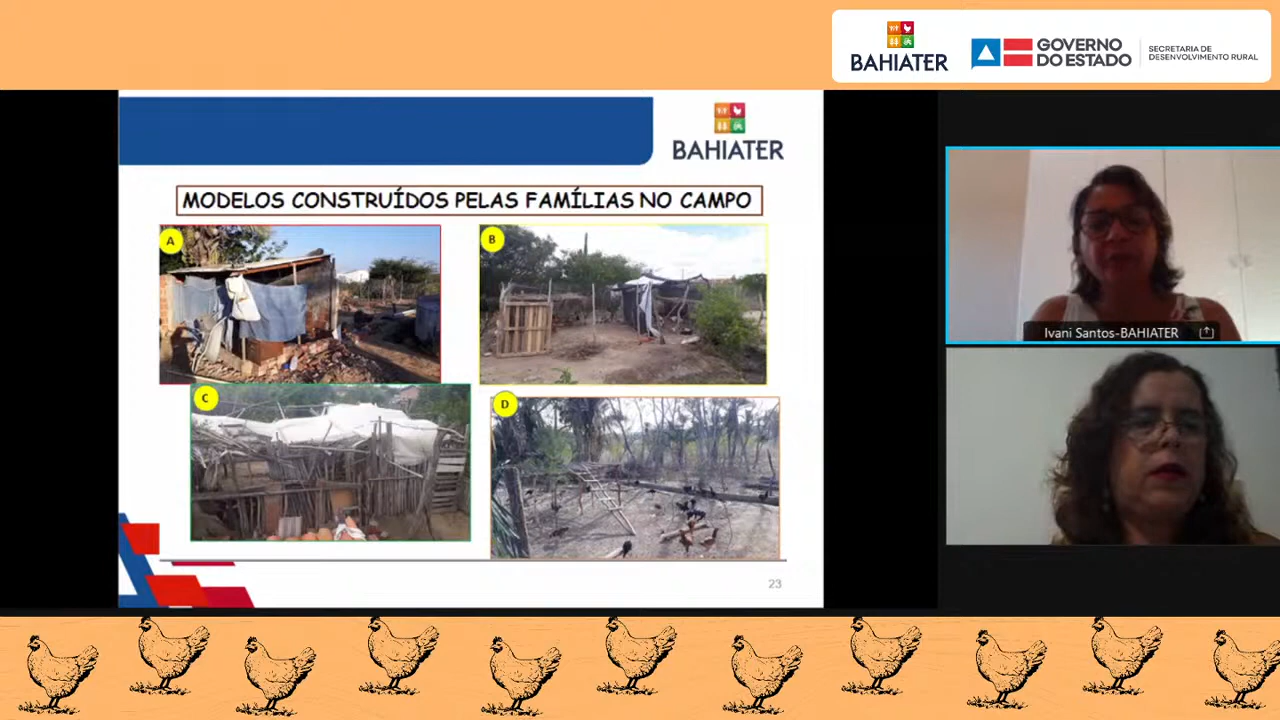 BAHIATER
GOVERNO
DO ESTADO
SECRETARIA DE
DESENVOLVIMENTO RURAL
BAHIATER
MODELOS CONSTRUÍDOS PELAS FAMÍLIAS NO CAMPO
A
B
C
D
23
Ivani Santos-BAHIATER